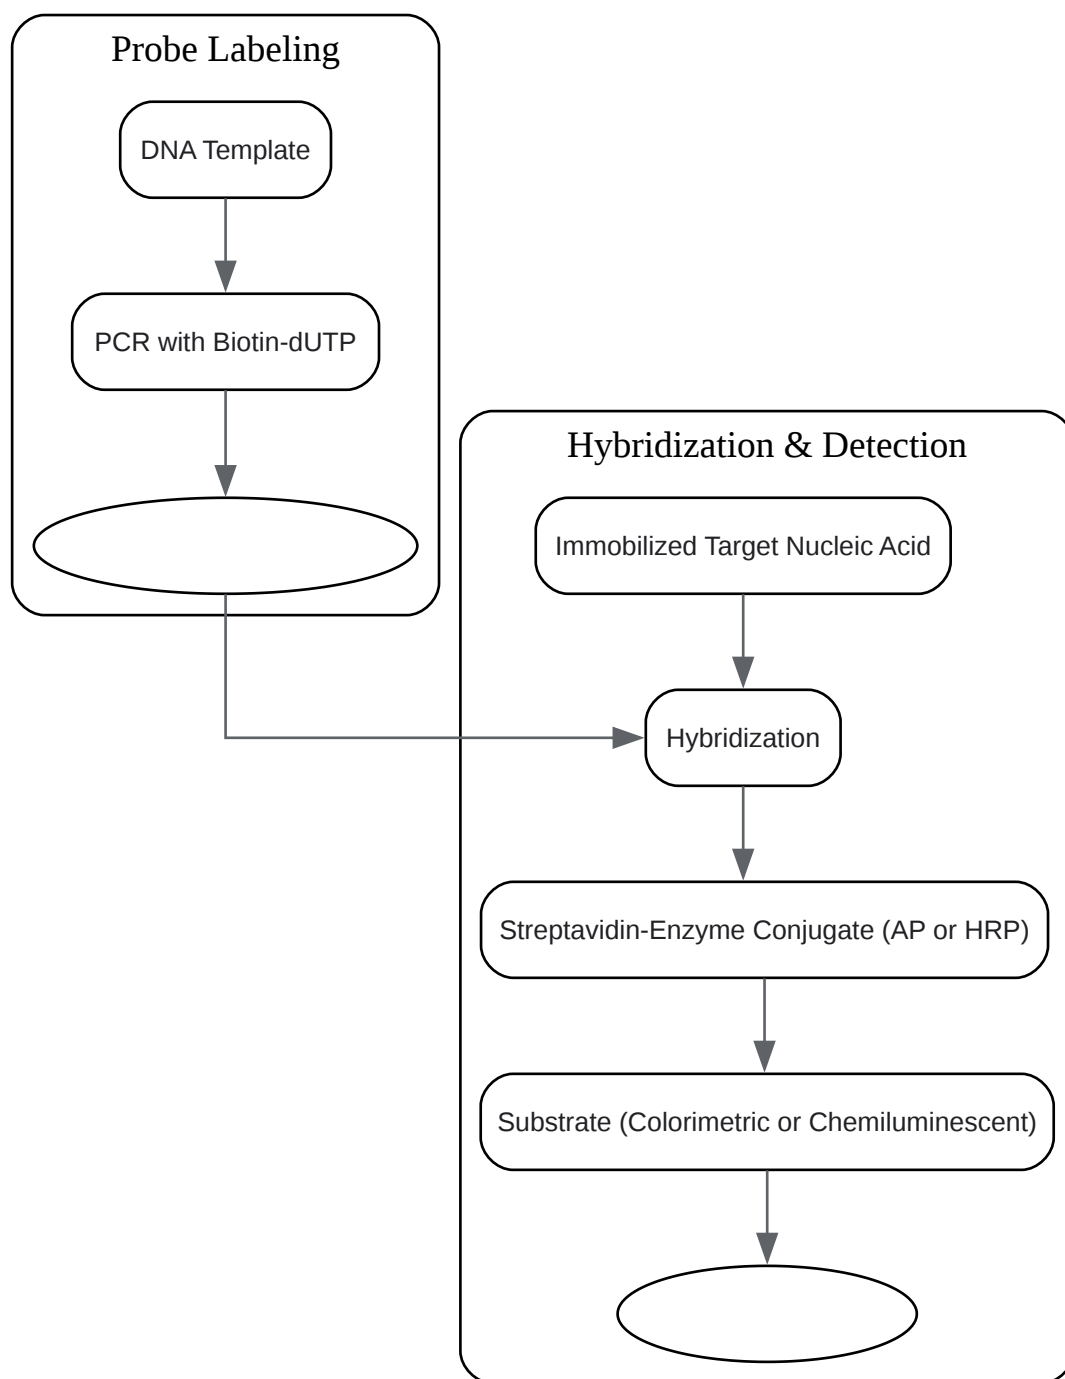 Probe Labeling
DNA Template
PCR with Biotin-dUTP
Hybridization & Detection
Immobilized Target Nucleic Acid
Hybridization
Streptavidin-Enzyme Conjugate (AP or HRP)
Substrate (Colorimetric or Chemiluminescent)